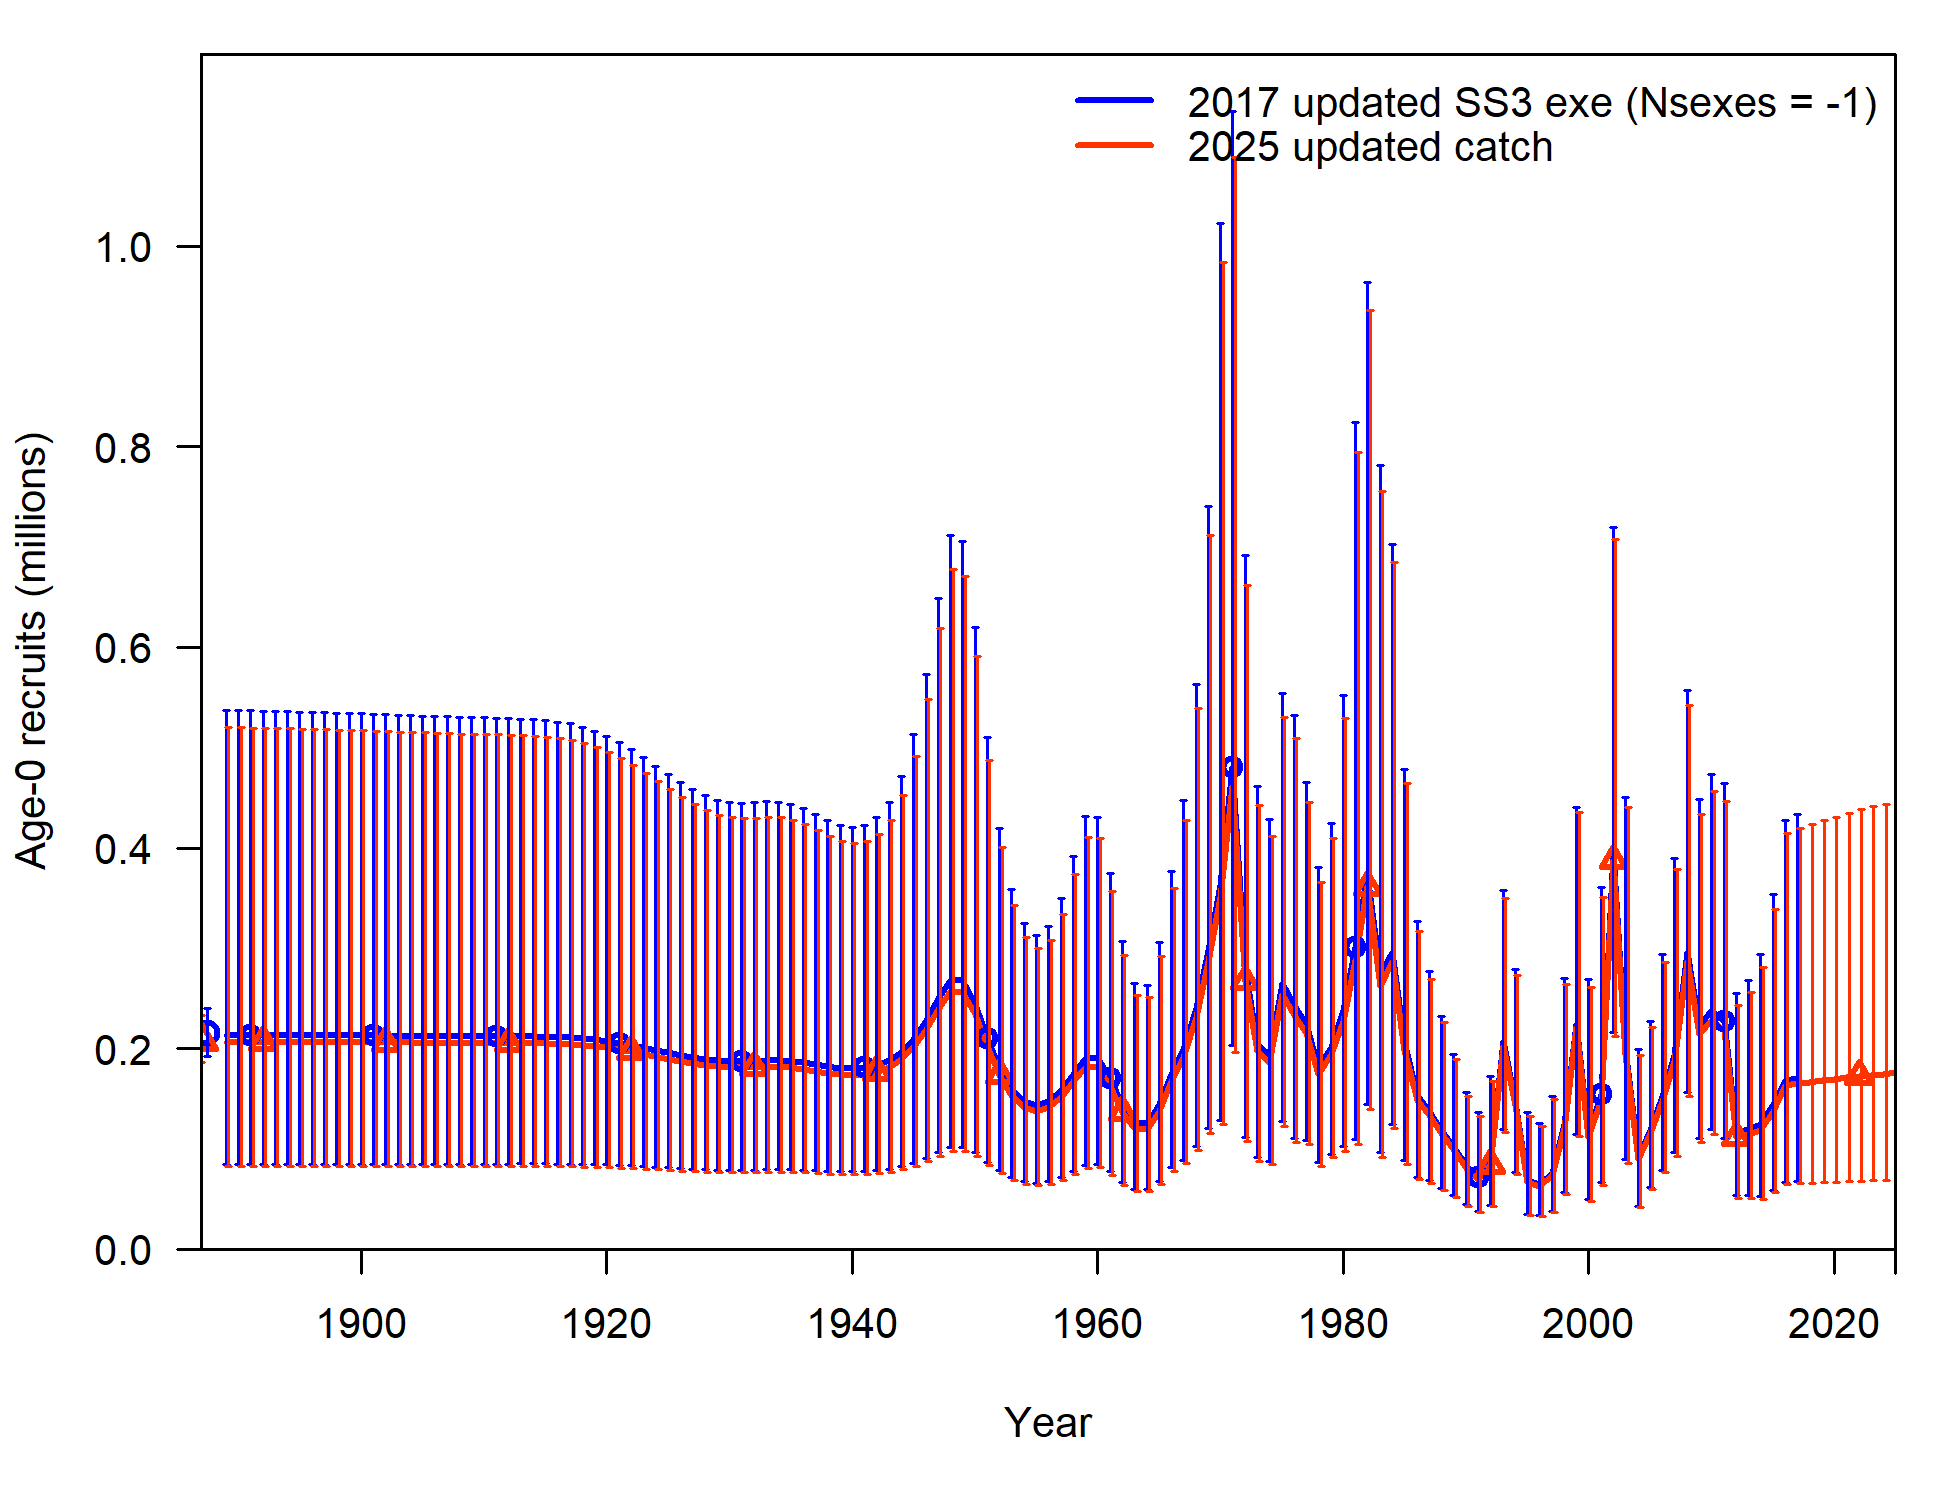 2017 updated SS3 exe (Nsexes = -1)
2025 updated catch
Age-0 recruits (millions)
1.0
0.8
0.6
0.4
0.2
0.0
1900 1920 1940 1960 1980 2000 2020
Year